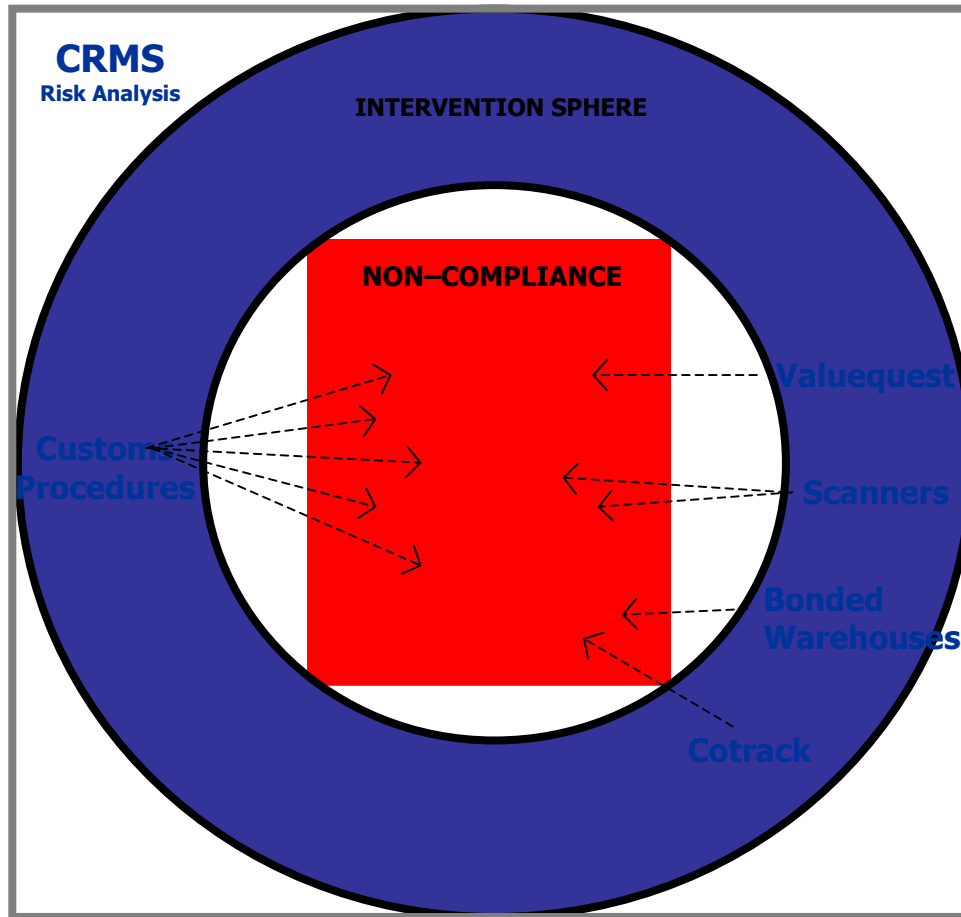 CRMS
Risk Analysis
INTERVENTION SPHERE
NON–COMPLIANCE
Valuequest
Customs
Procedures
Scanners
Bonded
Warehouses
Cotrack